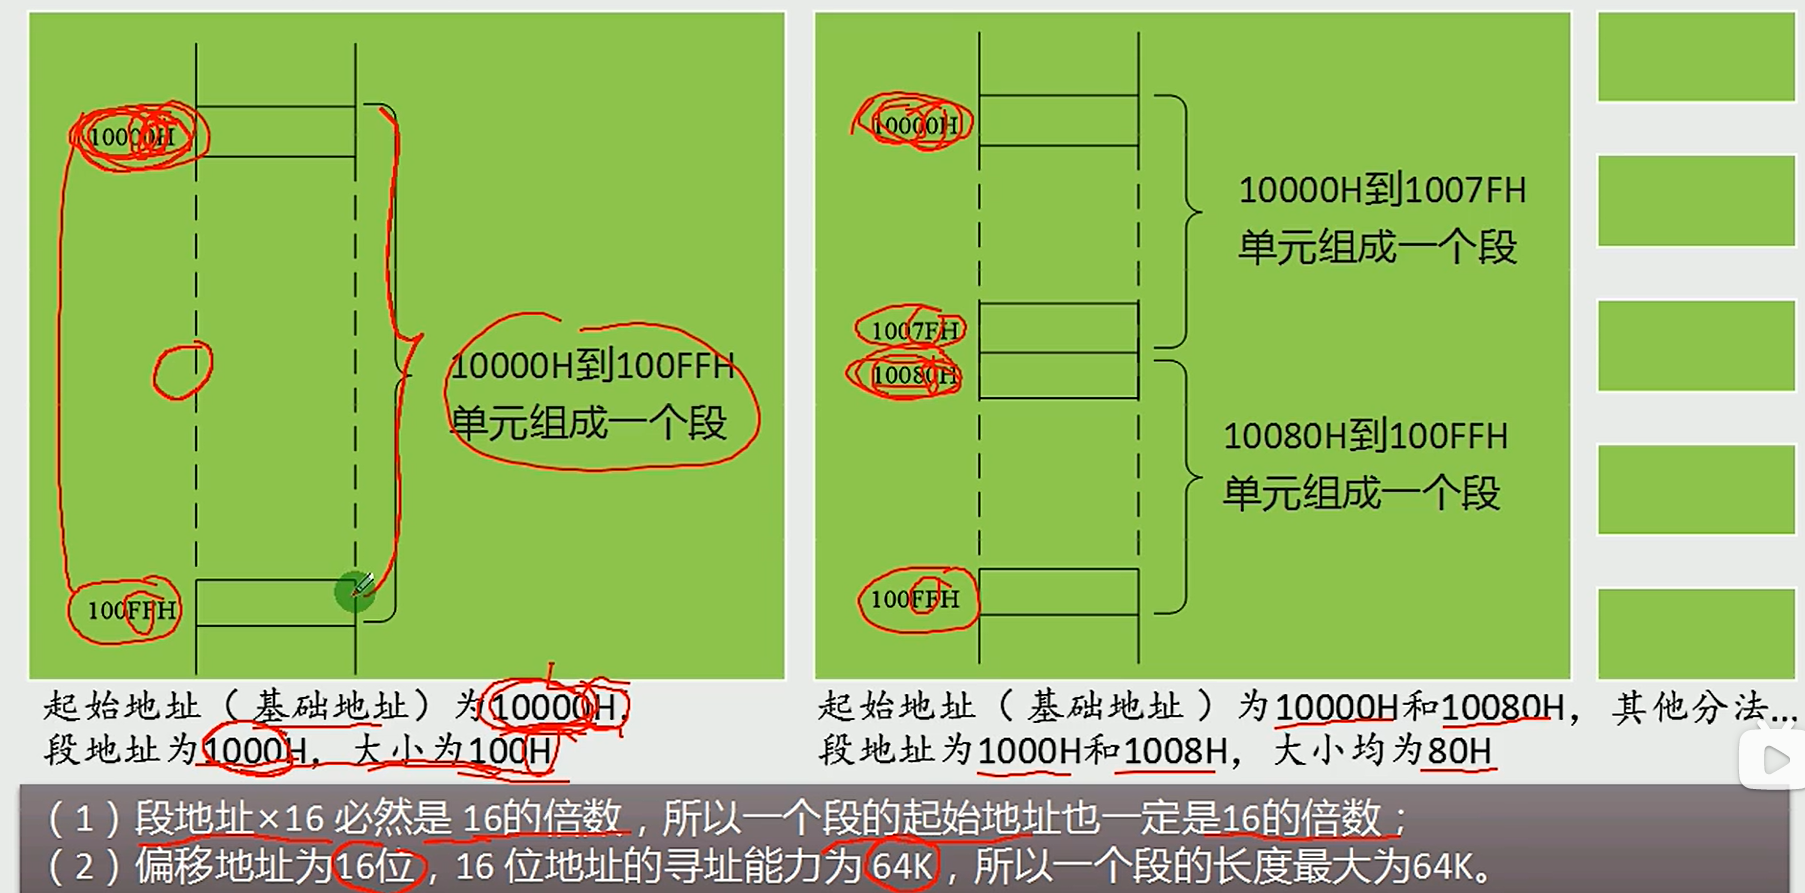 10000H
100FFH
10000H到100FFH
单元组成一个段
10000H
1007FH
10080H
100FFH
10000H到1007FH
单元组成一个段
10080H到100FFH
单元组成一个段
起始地址（基础地址）为10000H，
段地址为1000H，大小为100H
起始地址（基础地址）为10000H和10080H，
段地址为1000H和1008H，大小均为80H
其他分法...
（1）段地址×16 必然是 16的倍数，所以一个段的起始地址也一定是16的倍数；
（2）偏移地址为16位，16 位地址的寻址能力为 64K，所以一个段的长度最大为64K。